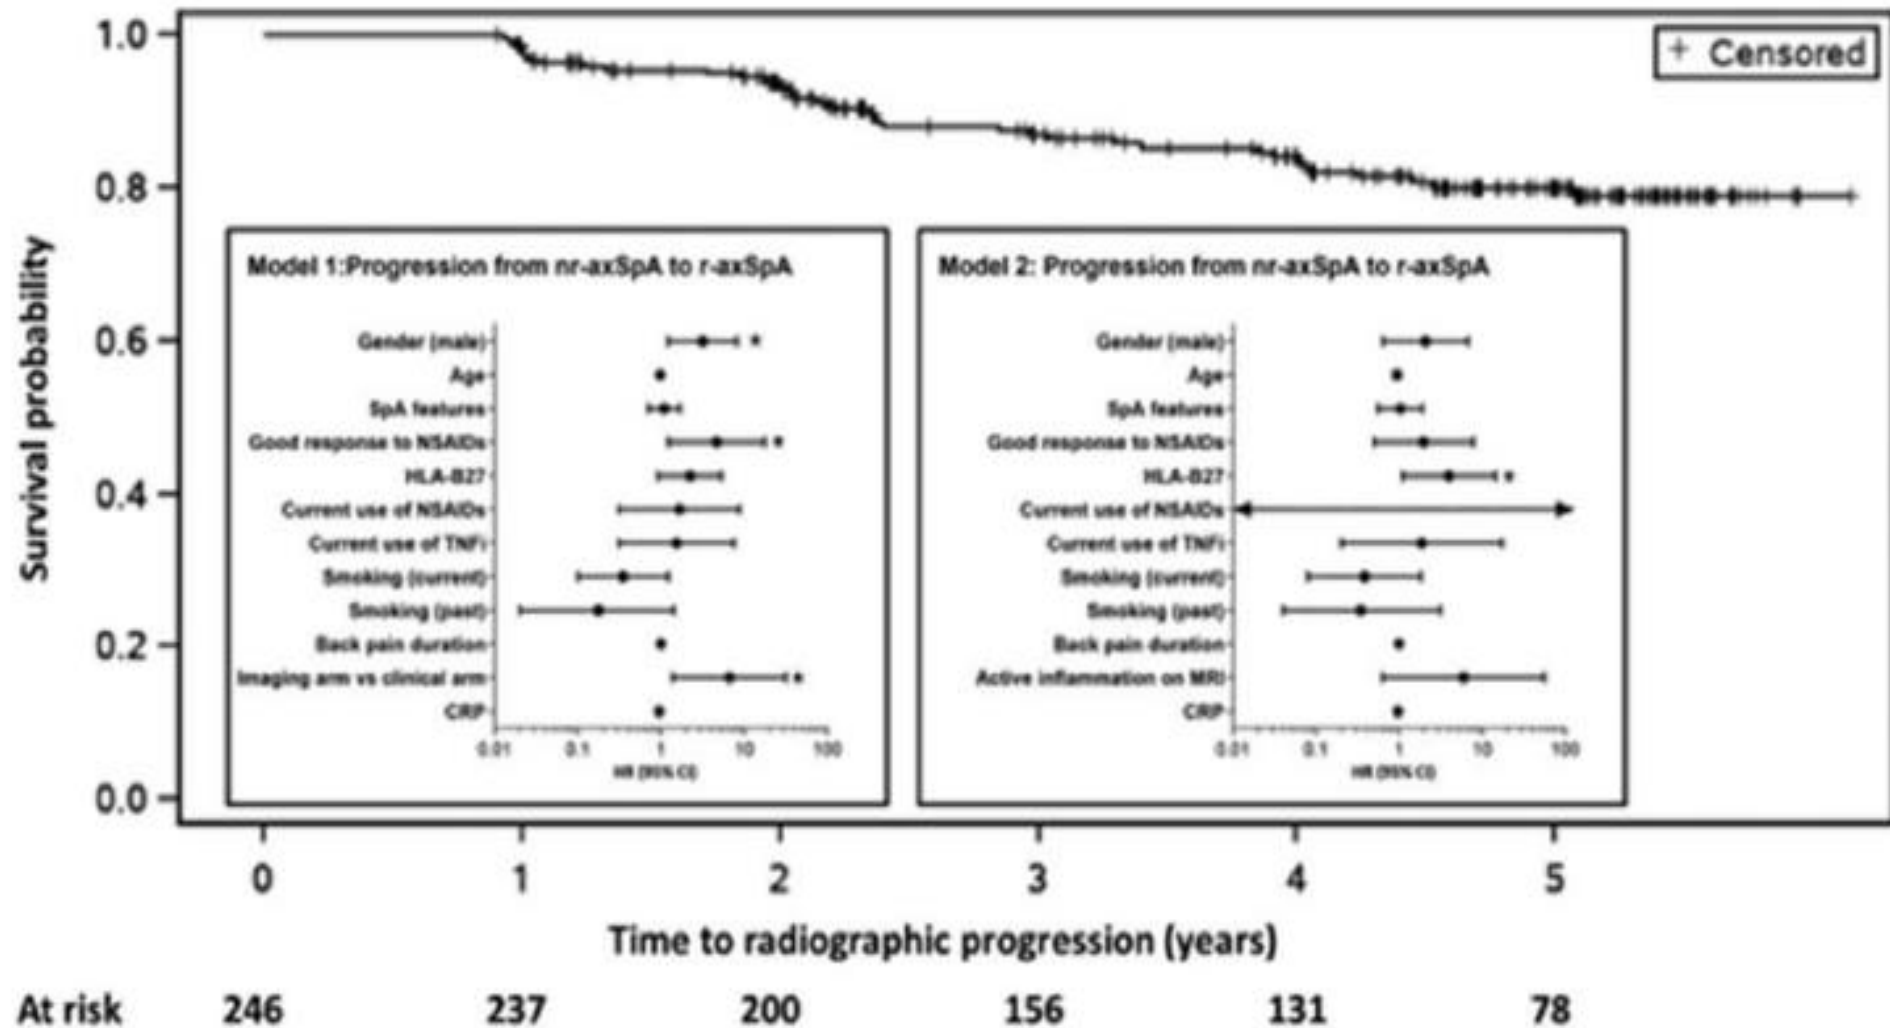 1.0
+ Censored
0.8
0.6
0.4
0.2
0.0
Survival probability
Model 1:Progression from nr-axSpA to r-axSpA
Gender (male)
*
Age
SpA features
Good response to NSAIDs
*
HLA-B27
Current use of NSAIDs
Current use of TNFi
Smoking (current)
Smoking (past)
Back pain duration
Imaging arm vs clinical arm
*
CRP
0.01 0.1 1 10 100
HR (95% CI)
Model 2: Progression from nr-axSpA to r-axSpA
Gender (male)
Age
SpA features
Good response to NSAIDs
HLA-B27
*
Current use of NSAIDs
Current use of TNFi
Smoking (current)
Smoking (past)
Back pain duration
Active inflammation on MRI
CRP
0.01 0.1 1 10 100
HR (95% CI)
0 1 2 3 4 5
Time to radiographic progression (years)
At risk 246 237 200 156 131 78